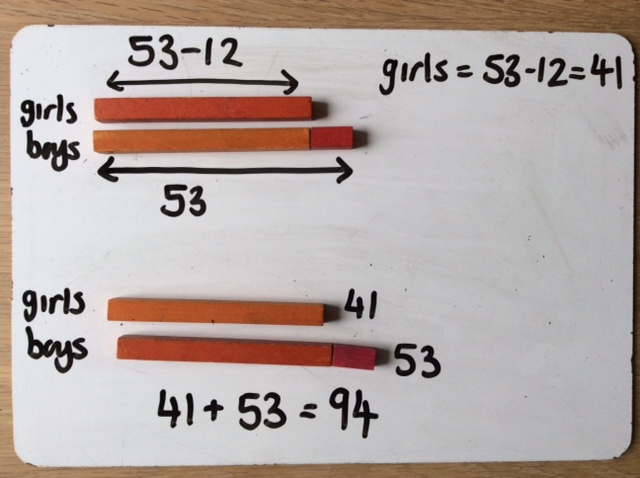 53-12
girls = 53-12=41
girls
boys
53
girls 41
boys 53
41 + 53 = 94